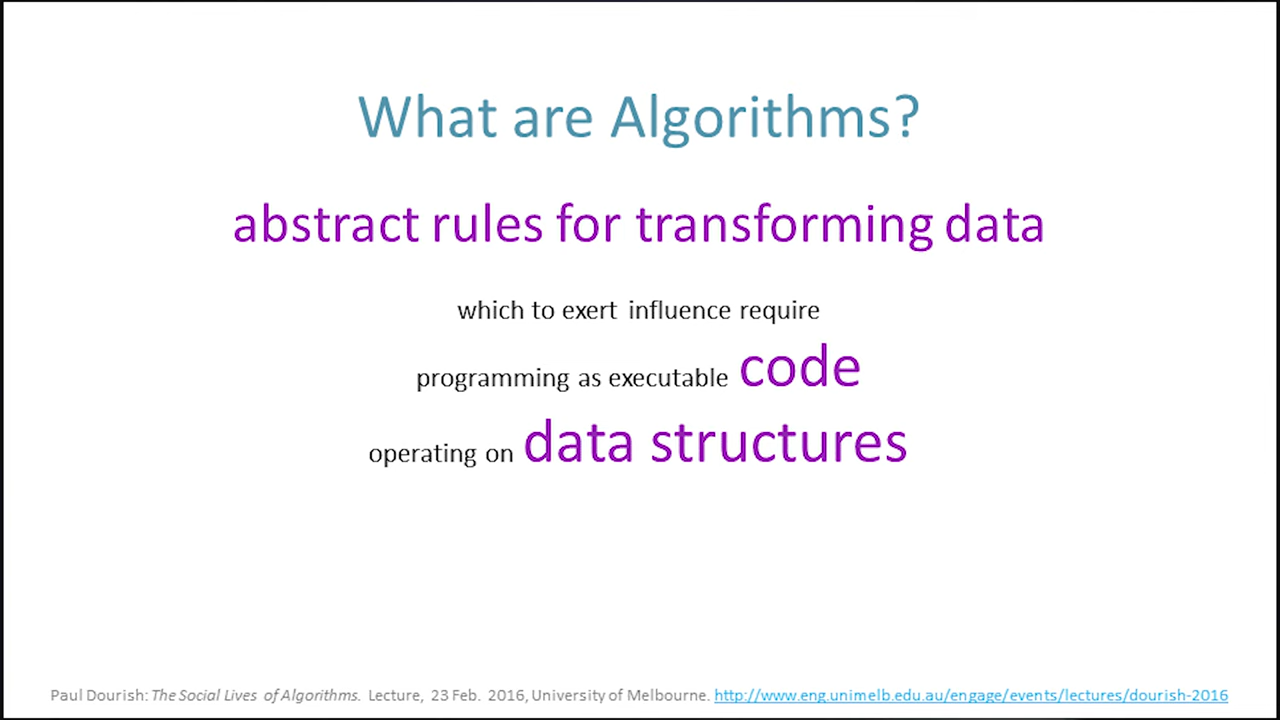 What are Algorithms?
abstract rules for transforming data
which to exert influence require
programming as executable code
operating on data structures
Paul Dourish: The Social Lives of Algorithms. Lecture, 23 Feb. 2016, University of Melbourne. http://www.eng.unimelb.edu.au/engage/events/lectures/dourish-2016